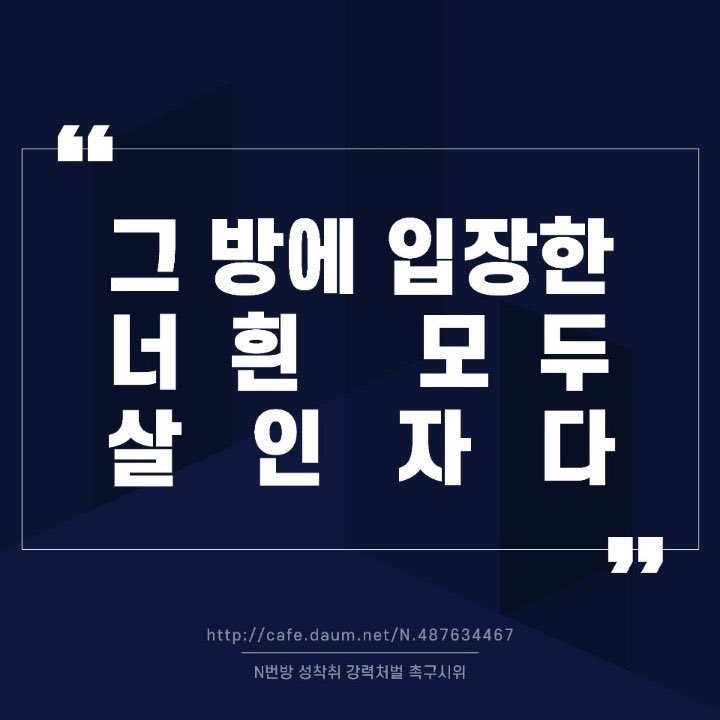 “
그 방에 입장한
너흰 모두
살인자다
”
http://cafe.daum.net/N.487634467
N번방 성착취 강력처벌 촉구시위